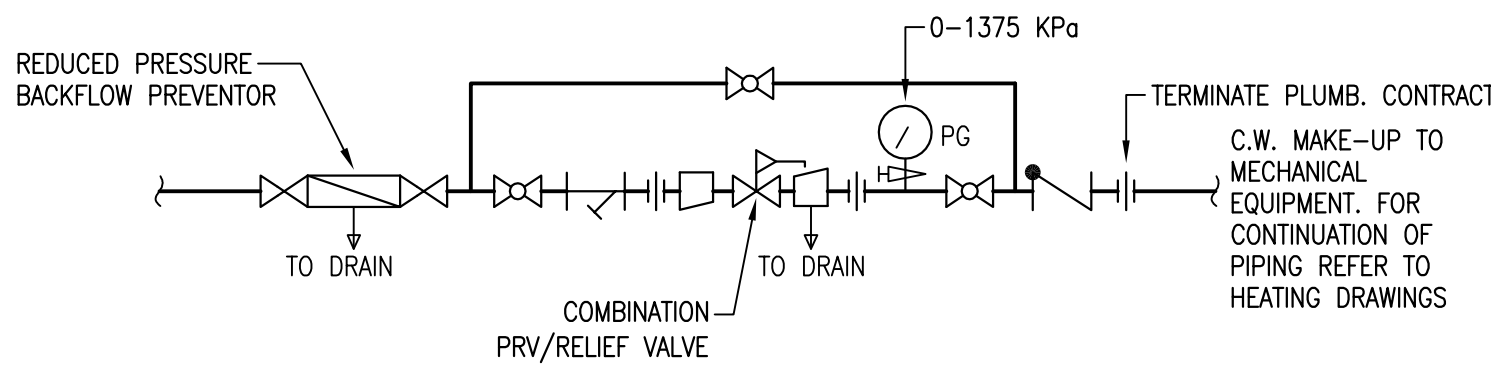 0-1375 KPa
REDUCED PRESSURE
BACKFLOW PREVENTOR
TERMINATE PLUMB. CONTRACT
PG
C.W. MAKE-UP TO
MECHANICAL
EQUIPMENT. FOR
CONTINUATION OF
PIPING REFER TO
HEATING DRAWINGS
TO DRAIN
TO DRAIN
COMBINATION
PRV/RELIEF VALVE